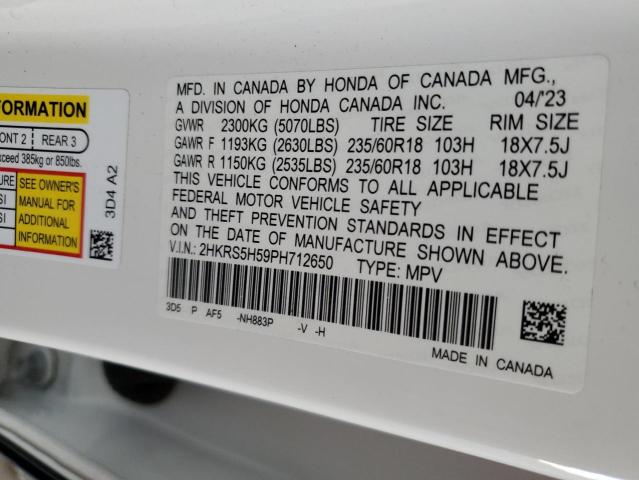 FORMATION
ONT 2 REAR 3
xceed 385kg or 850lbs.
URE
SI
SI
SEE OWNER'S
MANUAL FOR
ADDITIONAL
INFORMATION
3D4 A2
MFD. IN CANADA BY HONDA OF CANADA MFG.,
A DIVISION OF HONDA CANADA INC. 04/'23
GVWR 2300KG (5070LBS) TIRE SIZE RIM SIZE
GAWR F 1193KG (2630LBS) 235/60R18 103H 18X7.5J
GAWR R 1150KG (2535LBS) 235/60R18 103H 18X7.5J
THIS VEHICLE CONFORMS TO ALL APPLICABLE
FEDERAL MOTOR VEHICLE SAFETY
AND THEFT PREVENTION STANDARDS IN EFFECT
ON THE DATE OF MANUFACTURE SHOWN ABOVE.
V.I.N.: 2HKRS5H59PH712650 TYPE: MPV
3D5 P AF5 -NH883P -V -H
MADE IN CANADA